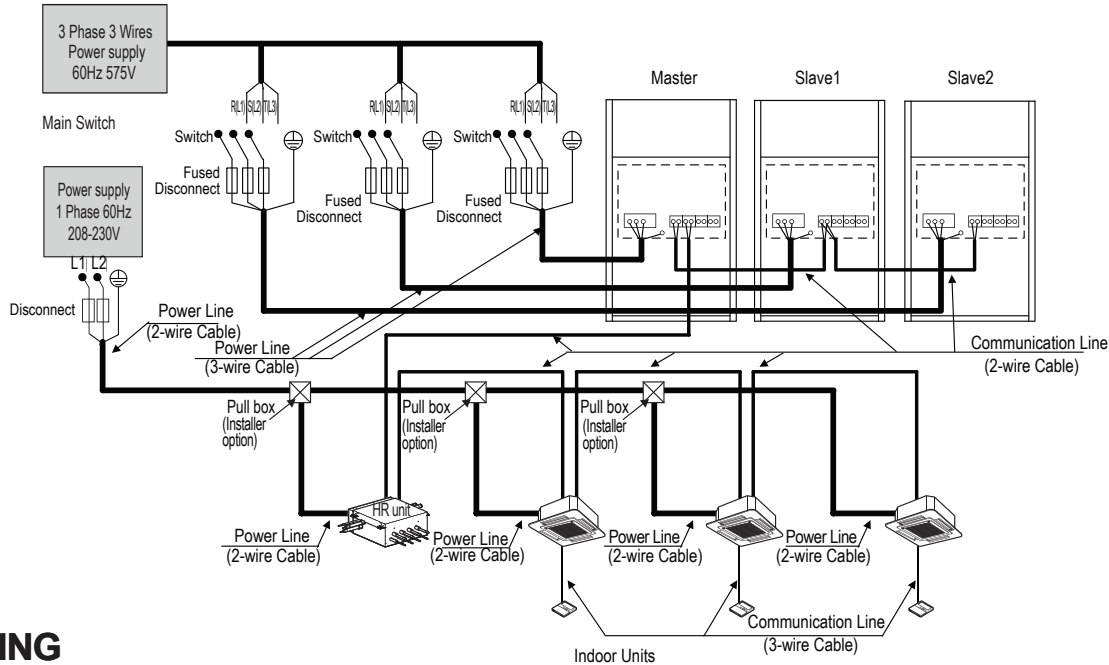 3 Phase 3 Wires
Power supply
60Hz 575V
Main Switch
R(L1) S(L2) T(L3)
R(L1) S(L2) T(L3)
R(L1) S(L2) T(L3)
Switch
Switch
Switch
Fused
Disconnect
Fused
Disconnect
Fused
Disconnect
Master
Slave1
Slave2
Power supply
1 Phase 60Hz
208-230V
L1 L2
Disconnect
Power Line
(2-wire Cable)
Power Line
(3-wire Cable)
Communication Line
(2-wire Cable)
Pull box
(Installer
option)
Pull box
(Installer
option)
Pull box
(Installer
option)
HR unit
Power Line
(2-wire Cable)
Power Line
(2-wire Cable)
Power Line
(2-wire Cable)
Power Line
(2-wire Cable)
Communication Line
(3-wire Cable)
Indoor Units
ING